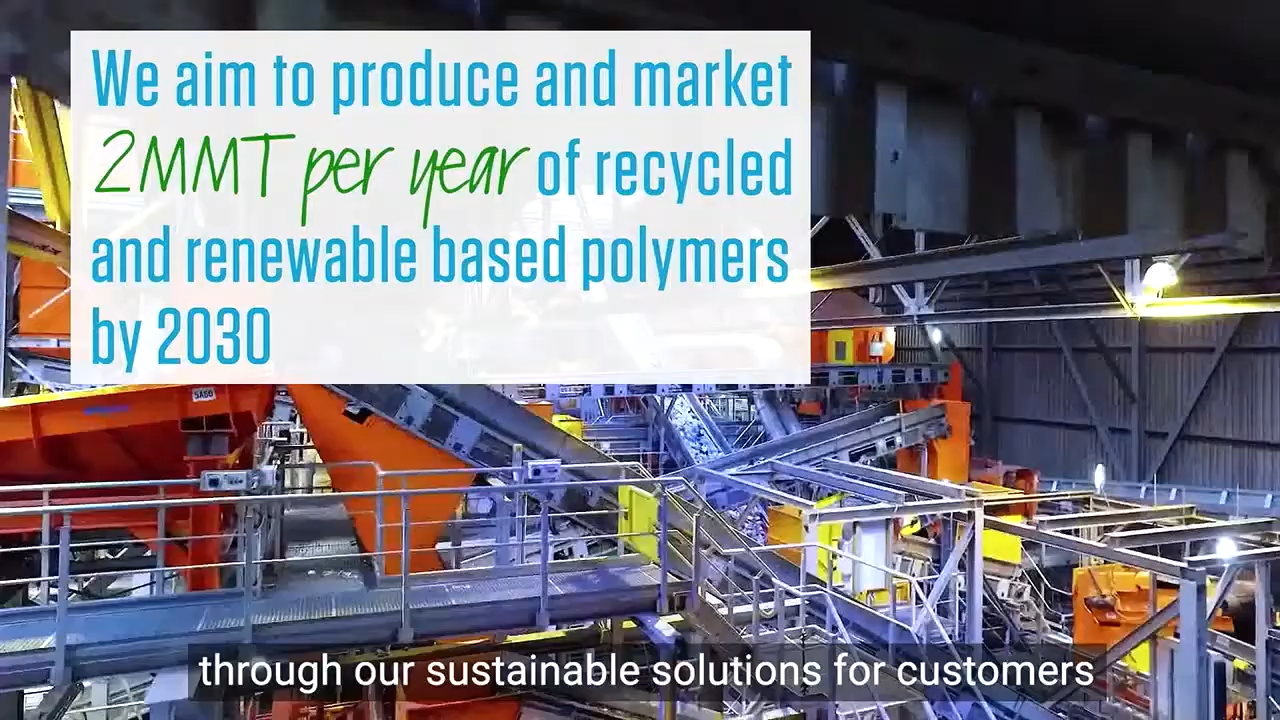 We aim to produce and market
2MMT per year of recycled
and renewable based polymers
by 2030
5A60
through our sustainable solutions for customers